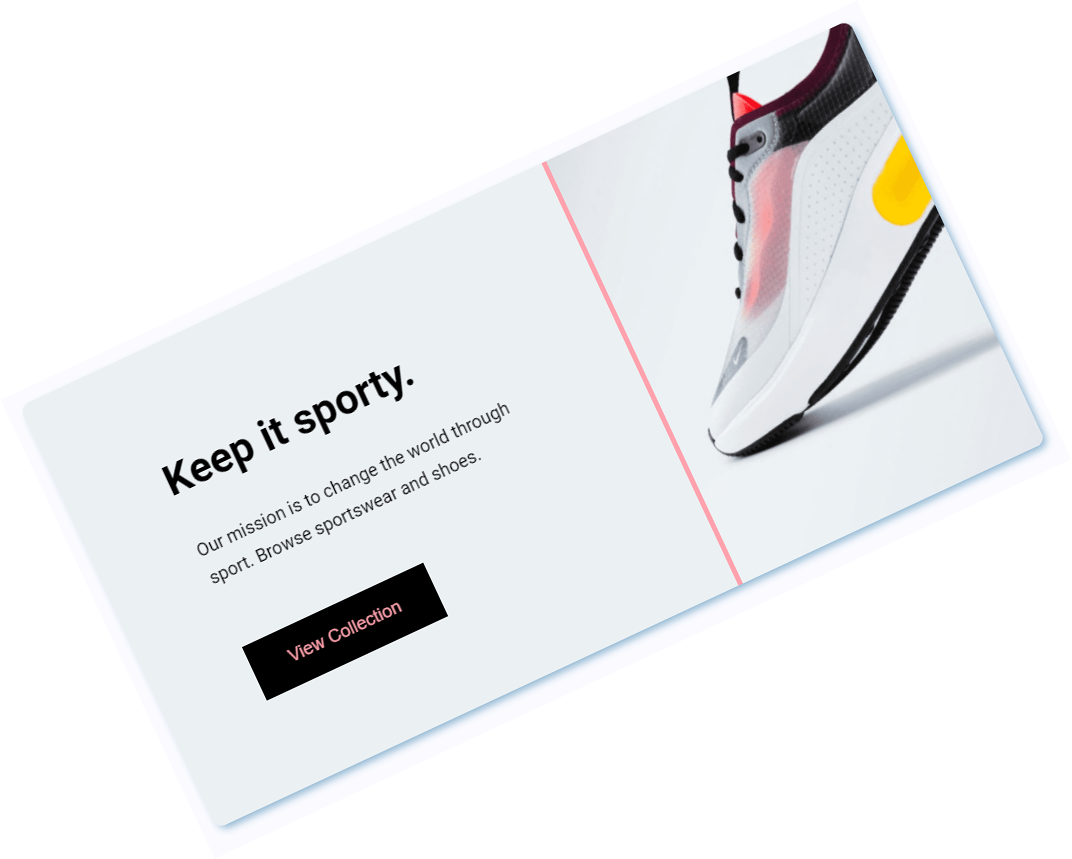 Keep it sporty.
Our mission is to change the world through
sport. Browse sportswear and shoes.
View Collection